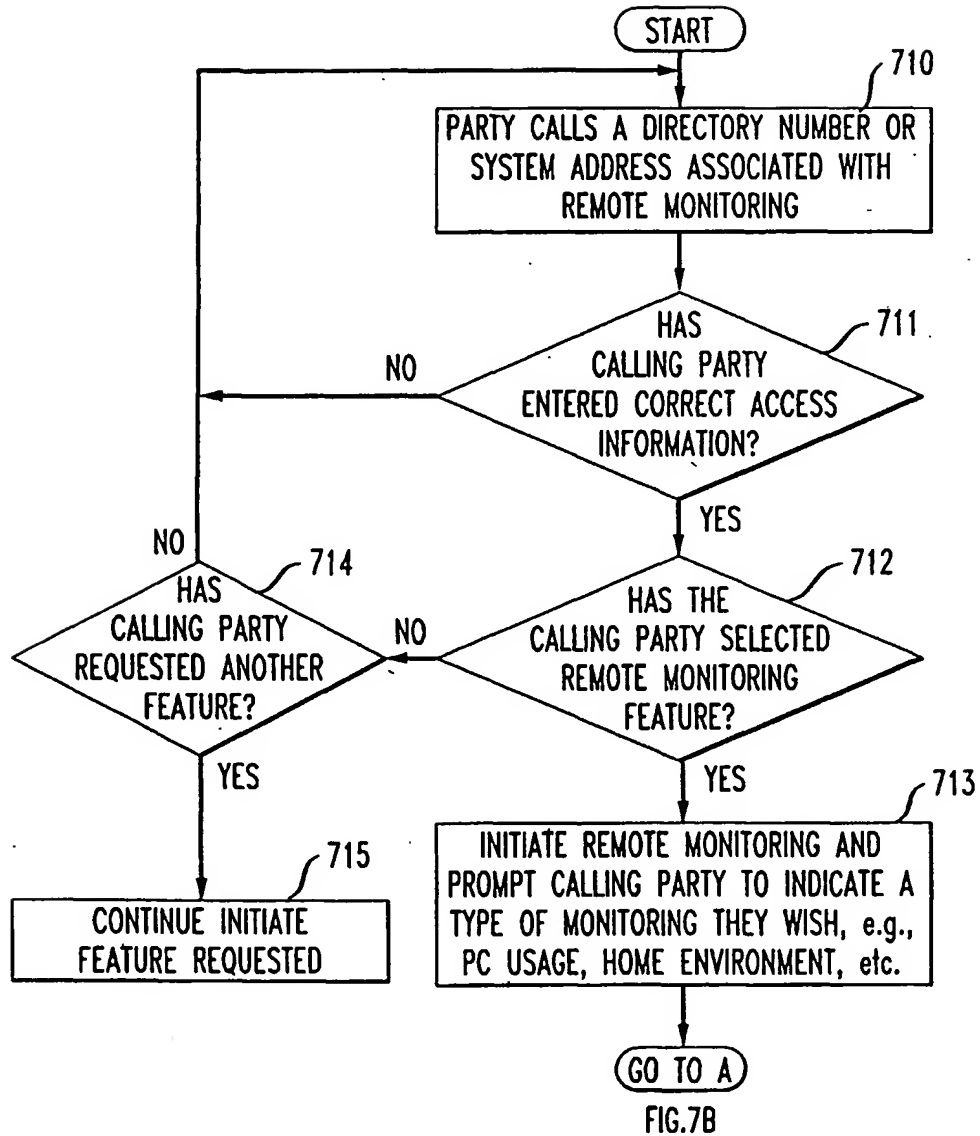 START
710
PARTY CALLS A DIRECTORY NUMBER OR
SYSTEM ADDRESS ASSOCIATED WITH
REMOTE MONITORING
711
HAS
CALLING PARTY
ENTERED CORRECT ACCESS
INFORMATION?
NO
YES
712
HAS THE
CALLING PARTY SELECTED
REMOTE MONITORING
FEATURE?
NO
YES
714
HAS
CALLING PARTY
REQUESTED ANOTHER
FEATURE?
NO
YES
715
CONTINUE INITIATE
FEATURE REQUESTED
713
INITIATE REMOTE MONITORING AND
PROMPT CALLING PARTY TO INDICATE A
TYPE OF MONITORING THEY WISH, e.g.,
PC USAGE, HOME ENVIRONMENT, etc.
GO TO A
FIG.7B